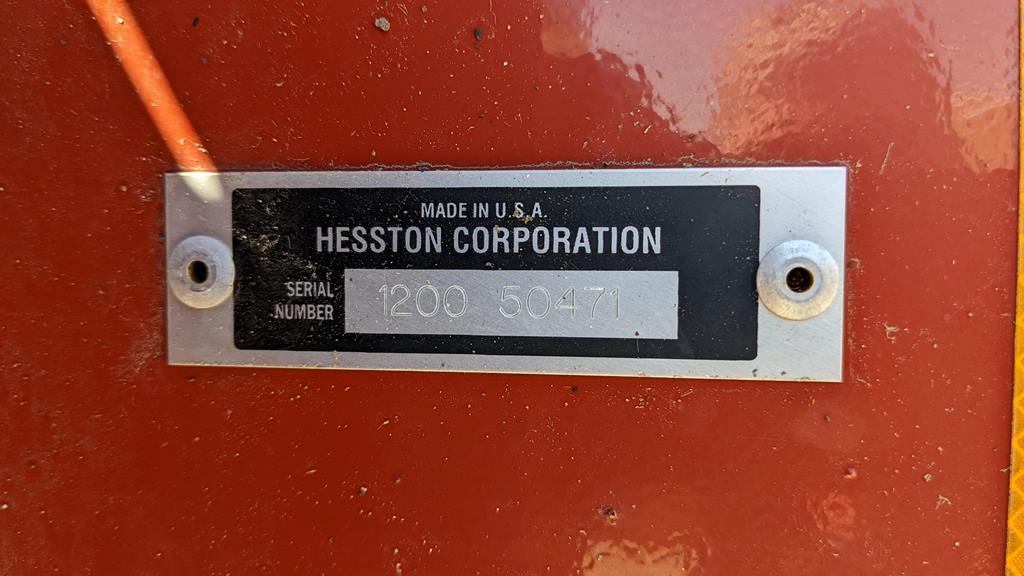 MADE IN U.S.A.
HESSTON CORPORATION
SERIAL NUMBER
1200 50471